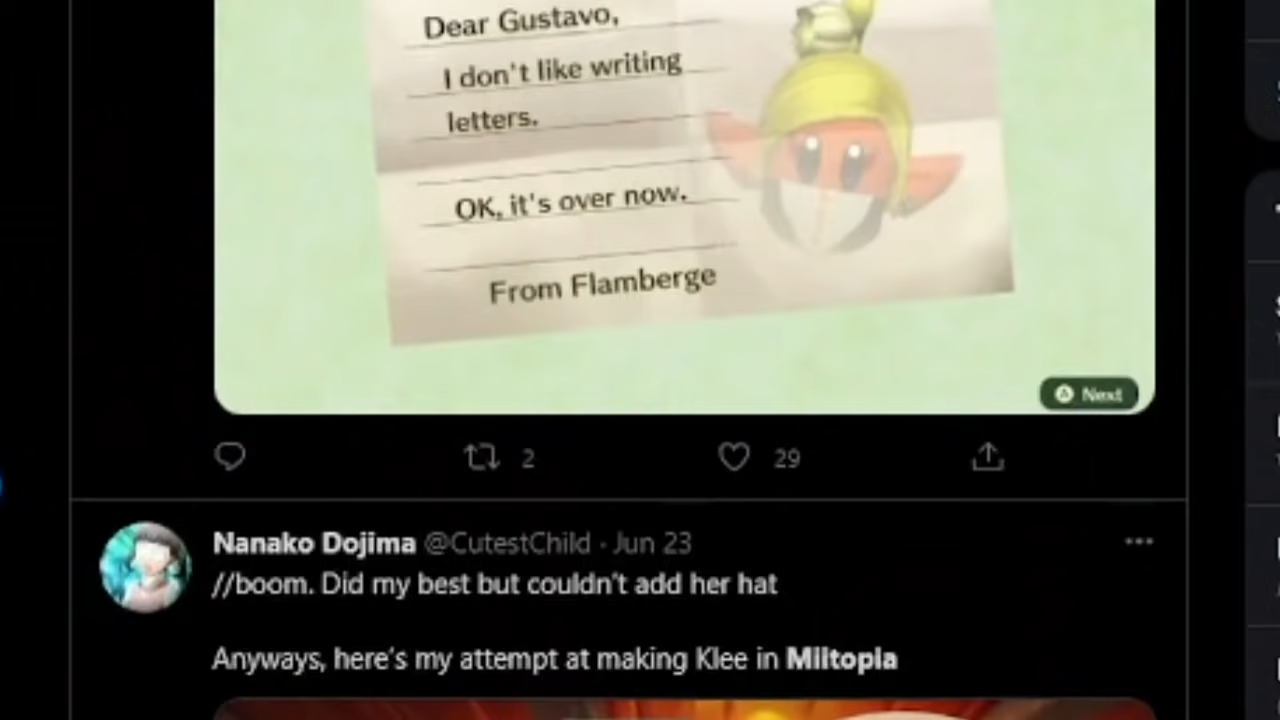 Dear Gustavo,
I don't like writing
letters.
OK, it's over now.
From Flamberge
A Next
2
29
Nanako Dojima @CutestChild · Jun 23
//boom. Did my best but couldn't add her hat
Anyways, here's my attempt at making Klee in Miitopia